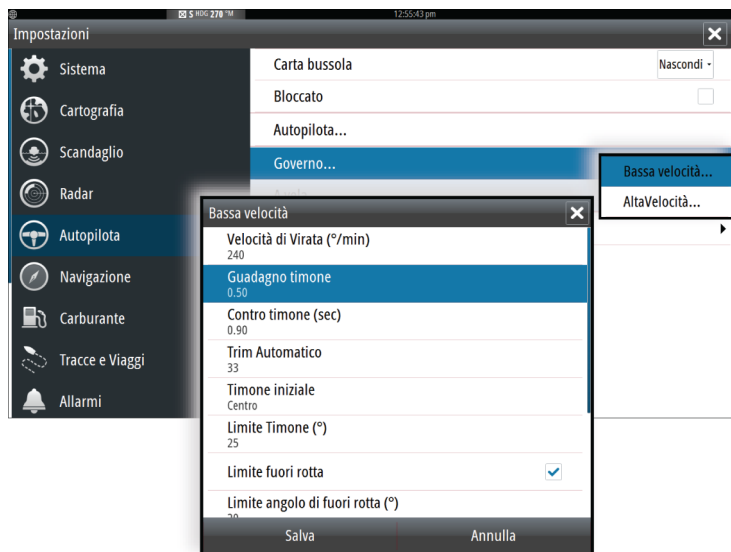 S HDG 270 °M
12:55:43 pm
Impostazioni
Sistema
Cartografia
Scandaglio
Radar
Autopilota
Navigazione
Carburante
Tracce e Viaggi
Allarmi
Carta bussola
Nascondi
Bloccato
Autopilota...
Governo...
Bassa velocità...
AltaVelocità...
Bassa velocità
Velocità di Virata (°/min)
240
Guadagno timone
0.50
Contro timone (sec)
0.90
Trim Automatico
33
Timone iniziale
Centro
Limite Timone (°)
25
Limite fuori rotta
Limite angolo di fuori rotta (°)
Salva
Annulla